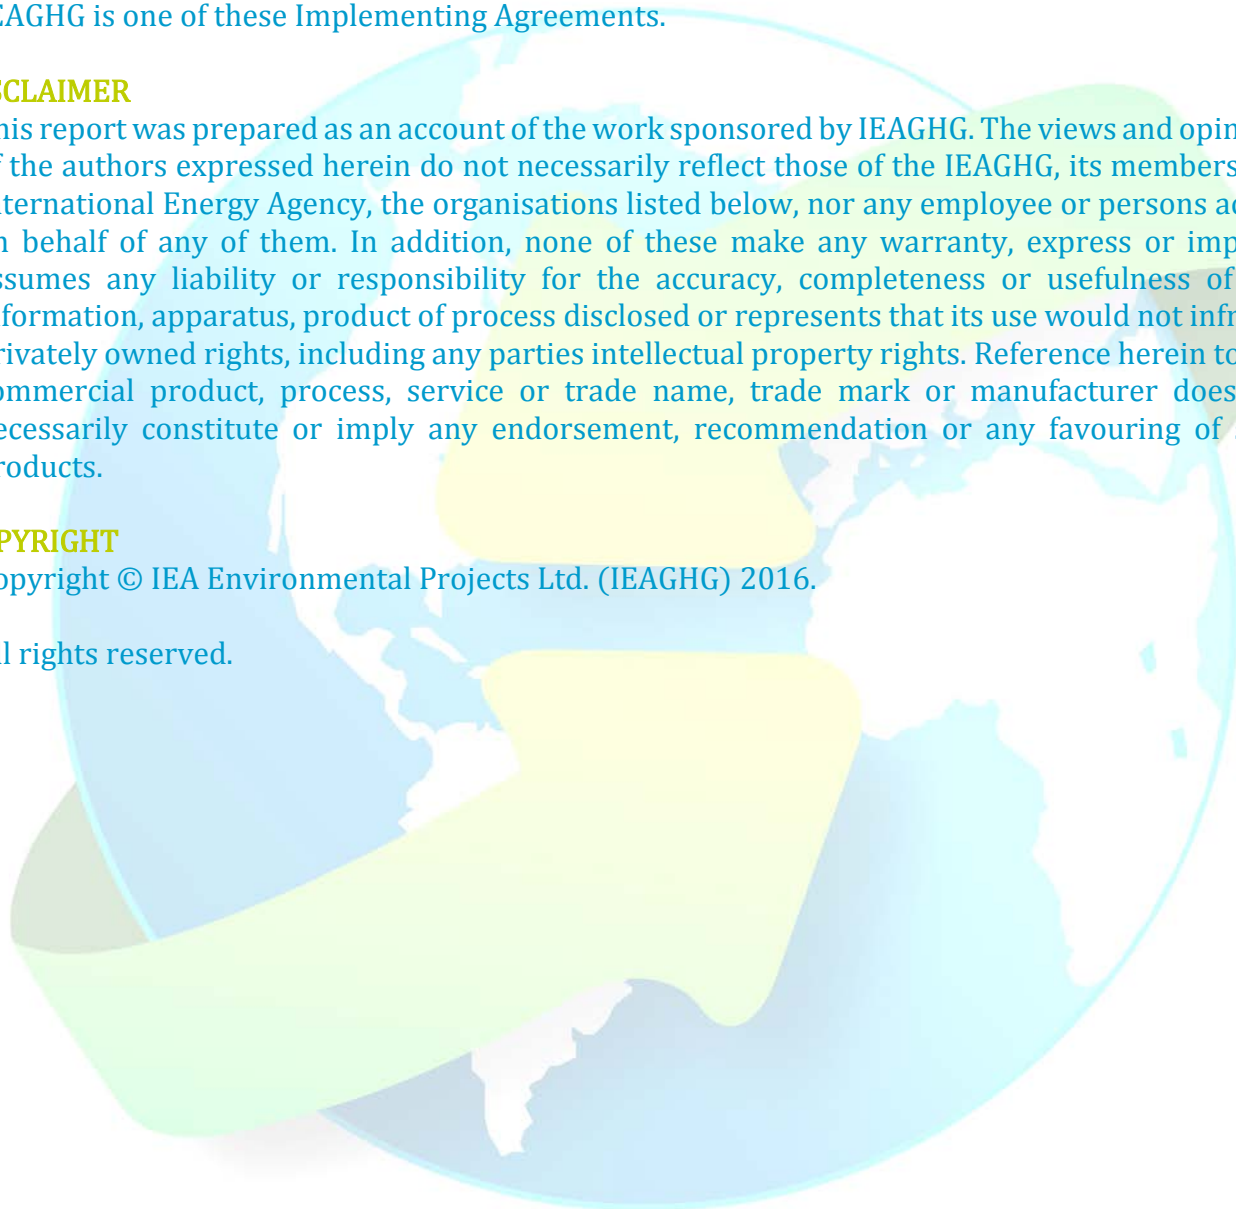 EAGHG is one of these Implementing Agreements.
SCLAIMER
his report was prepared as an account of the work sponsored by IEAGHG. The views and opin
f the authors expressed herein do not necessarily reflect those of the IEAGHG, its members
nternational Energy Agency, the organisations listed below, nor any employee or persons ac
n behalf of any of them. In addition, none of these make any warranty, express or imp
ssumes any liability or responsibility for the accuracy, completeness or usefulness of
nformation, apparatus, product of process disclosed or represents that its use would not infr
rivately owned rights, including any parties intellectual property rights. Reference herein to
ommercial product, process, service or trade name, trade mark or manufacturer does
ecessarily constitute or imply any endorsement, recommendation or any favouring of
roducts.
PYRIGHT
opyright © IEA Environmental Projects Ltd. (IEAGHG) 2016.
l rights reserved.